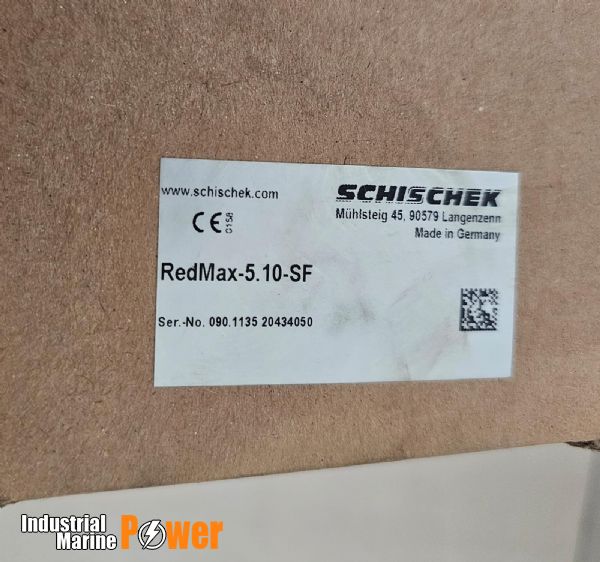 www.schischek.com
SCHISCHEK
Mühlsteig 45, 90579 Langenzenn
Made in Germany
CE 0158
RedMax-5.10-SF
Ser.-No. 090.1135 20434050
Industrial
Marine
Power